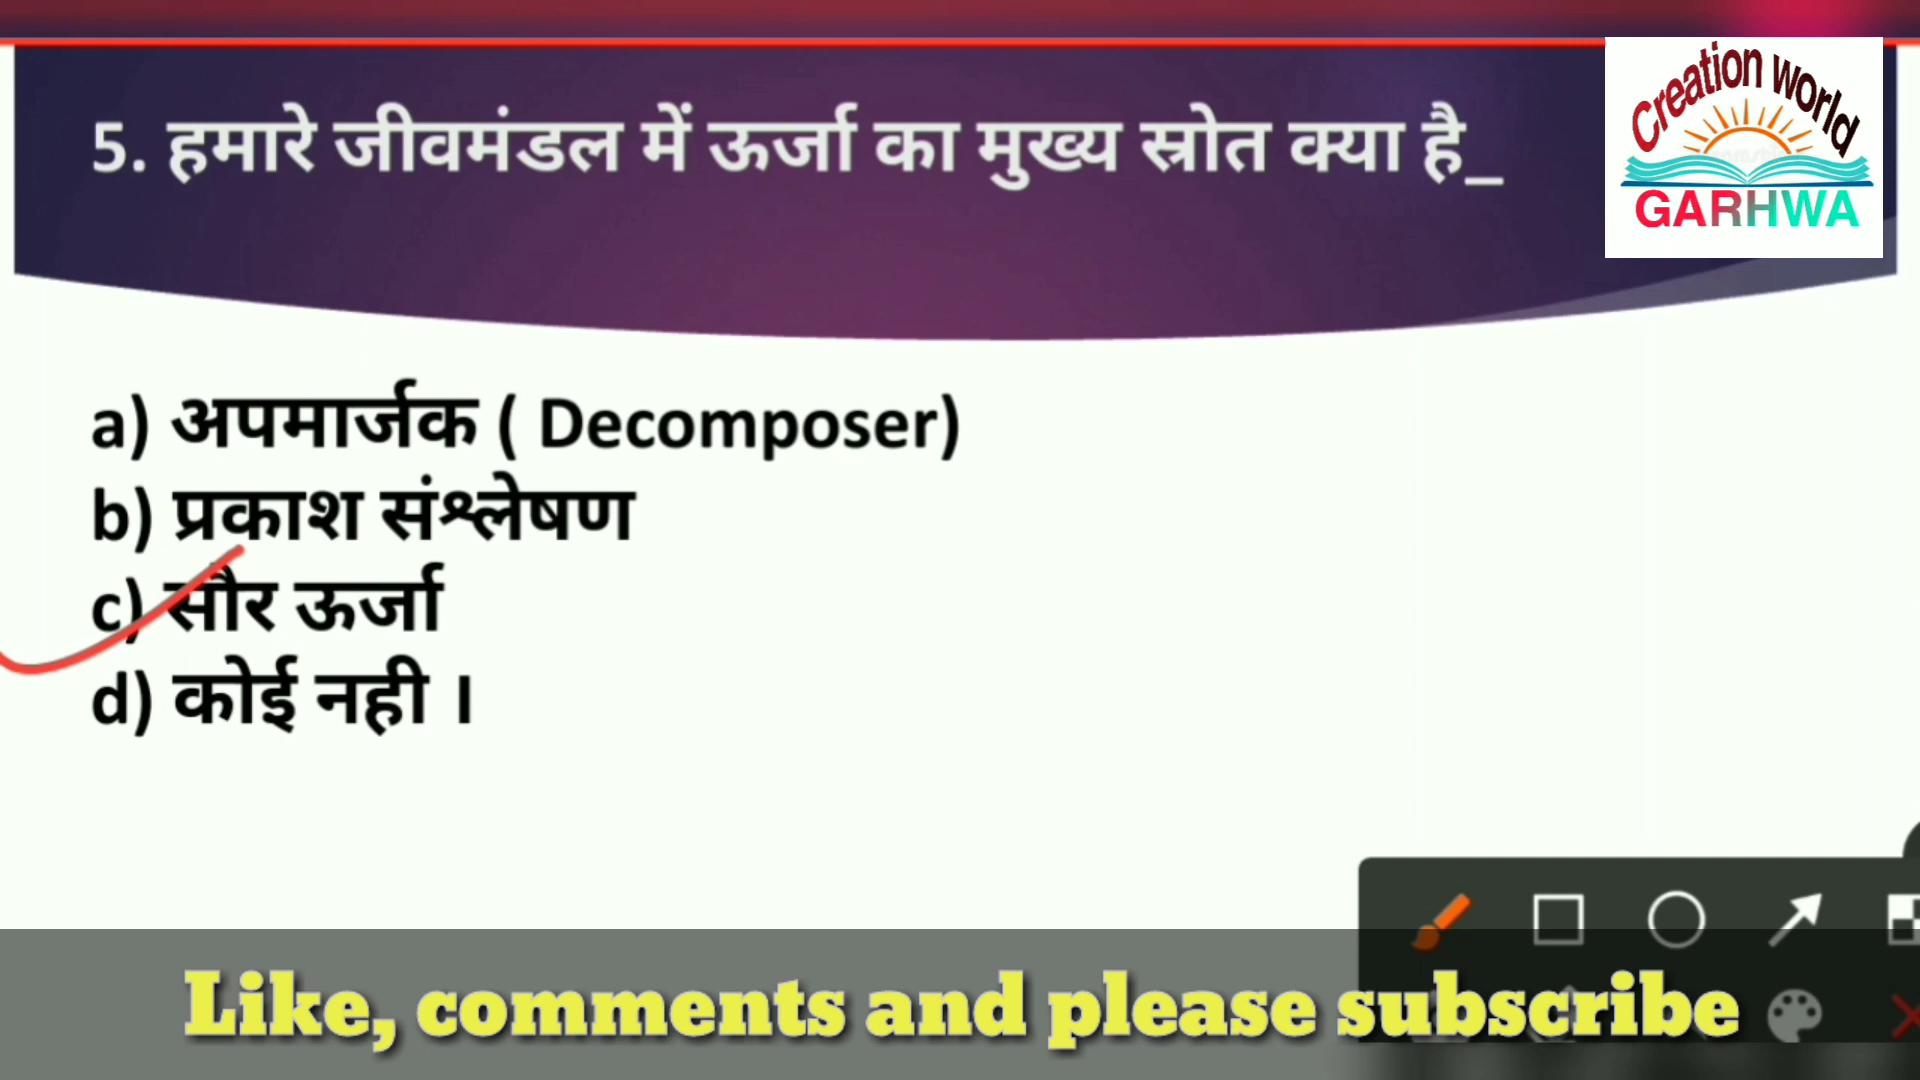 5. हमारे जीवमंडल में ऊर्जा का मुख्य स्रोत क्या है_
Creation world
GARHWA
a) अपमार्जक ( Decomposer)
b) प्रकाश संश्लेषण
c) सौर ऊर्जा
d) कोई नही ।
Like, comments and please subscribe